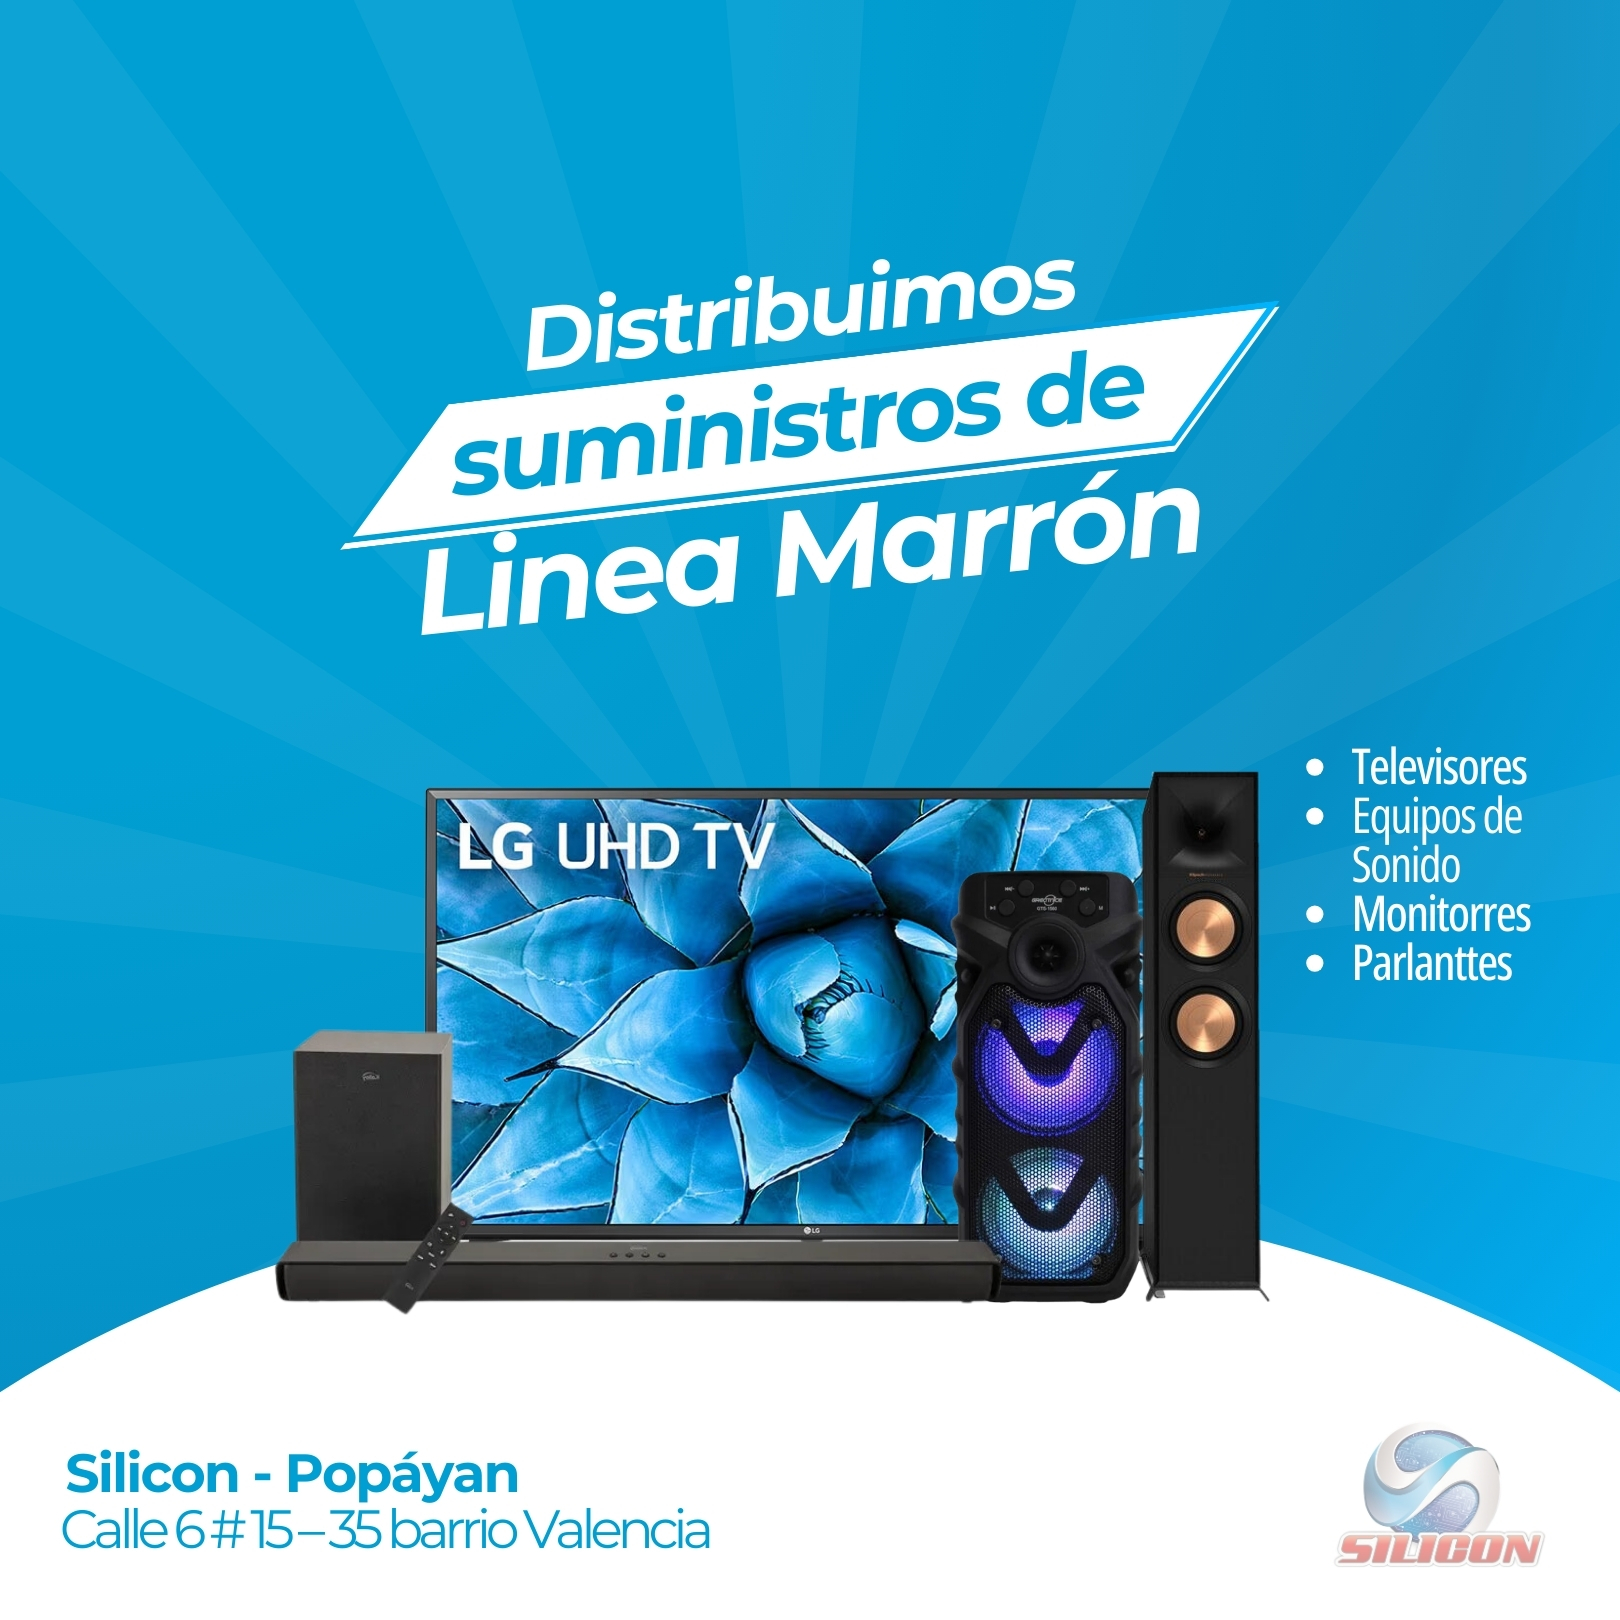 Distribuimos
suministros de
Linea Marrón
• Televisores
• Equipos de
Sonido
• Monitorres
• Parlanttes
LG UHD TV
LG
Silicon - Popáyan
Calle 6 # 15 – 35 barrio Valencia
SILICON